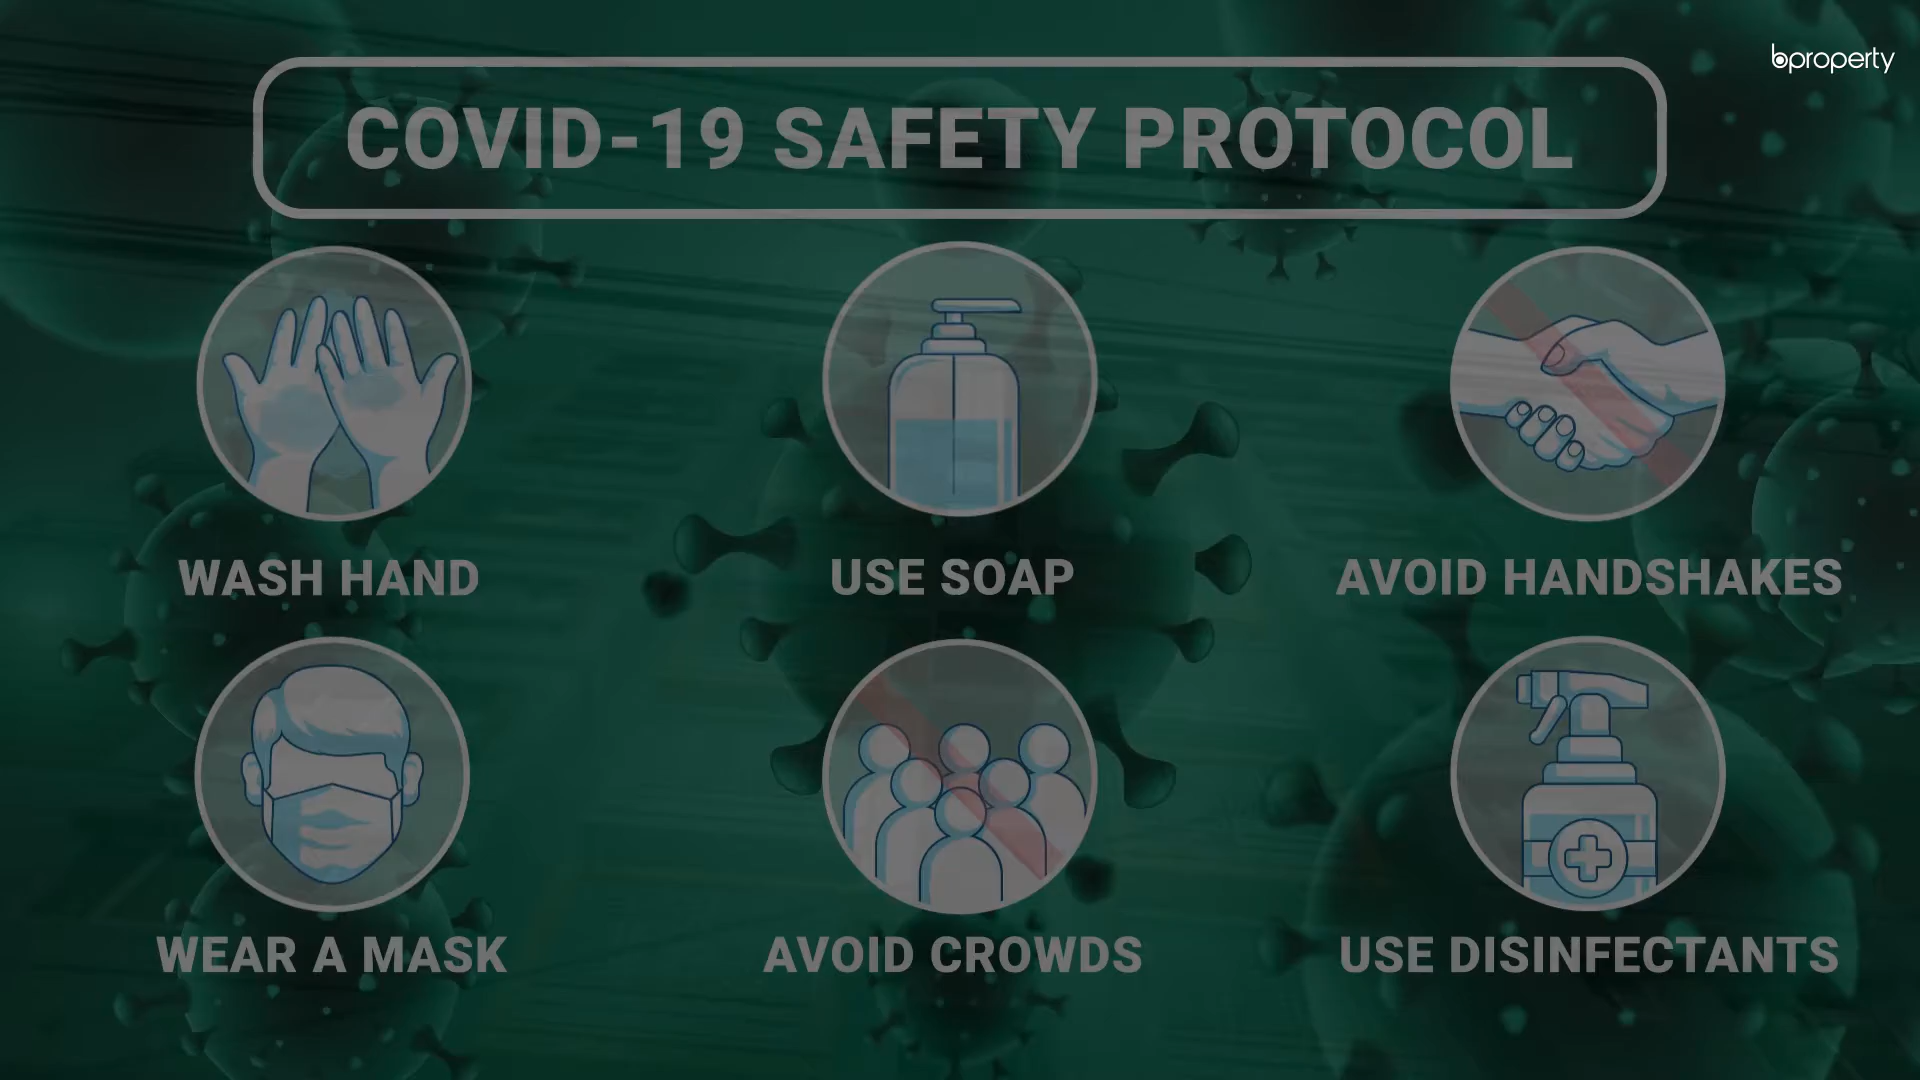 bproperty
COVID-19 SAFETY PROTOCOL
WASH HAND
USE SOAP
AVOID HANDSHAKES
WEAR A MASK
AVOID CROWDS
USE DISINFECTANTS